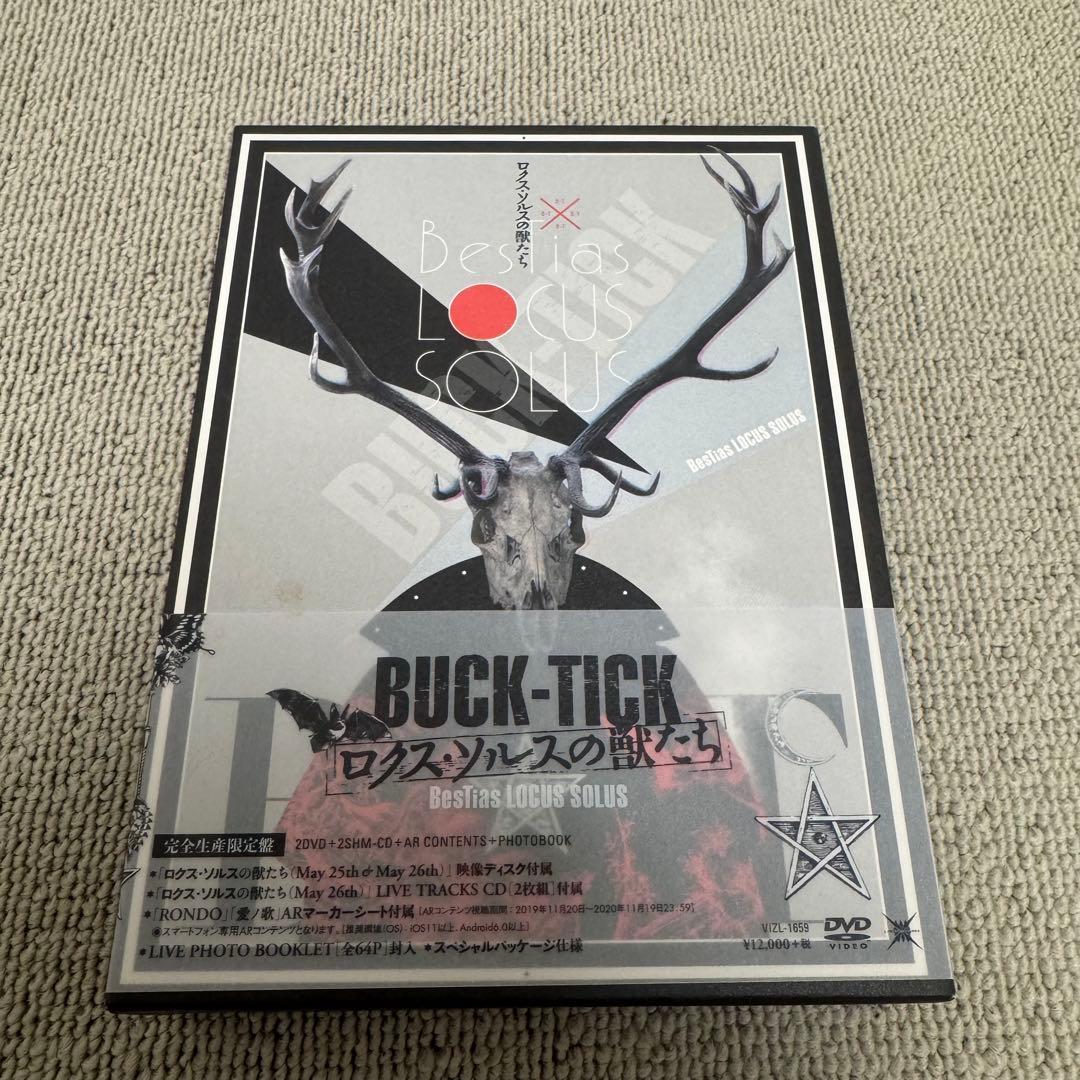 ロクス・ソルスの獣たち
B-T
B-T B-T
B-T
BesTias
LOCUS
SOLUS
BUCK-TICK
BesTias LOCUS SOLUS
BUCK-TICK
ロクス・ソルスの獣たち
BesTias LOCUS SOLUS
完全生産限定盤 2DVD+2SHM-CD+AR CONTENTS+PHOTOBOOK
*「ロクス・ソルスの獣たち(May 25th & May 26th)」映像ディスク付属
*「ロクス・ソルスの獣たち(May 26th)」LIVE TRACKS CD[2枚組]付属
*「RONDO」「愛ノ歌」ARマーカーシート付属[ARコンテンツ視聴期間:2019年11月20日~2020年11月19日23:59]
●スマートフォン専用ARコンテンツとなります。[推奨環境(OS)・iOS11以上、Android6.0以上]
*LIVE PHOTO BOOKLET[全64P]封入 *スペシャルパッケージ仕様
VIZL-1659
¥12,000+税
DVD
VIDEO